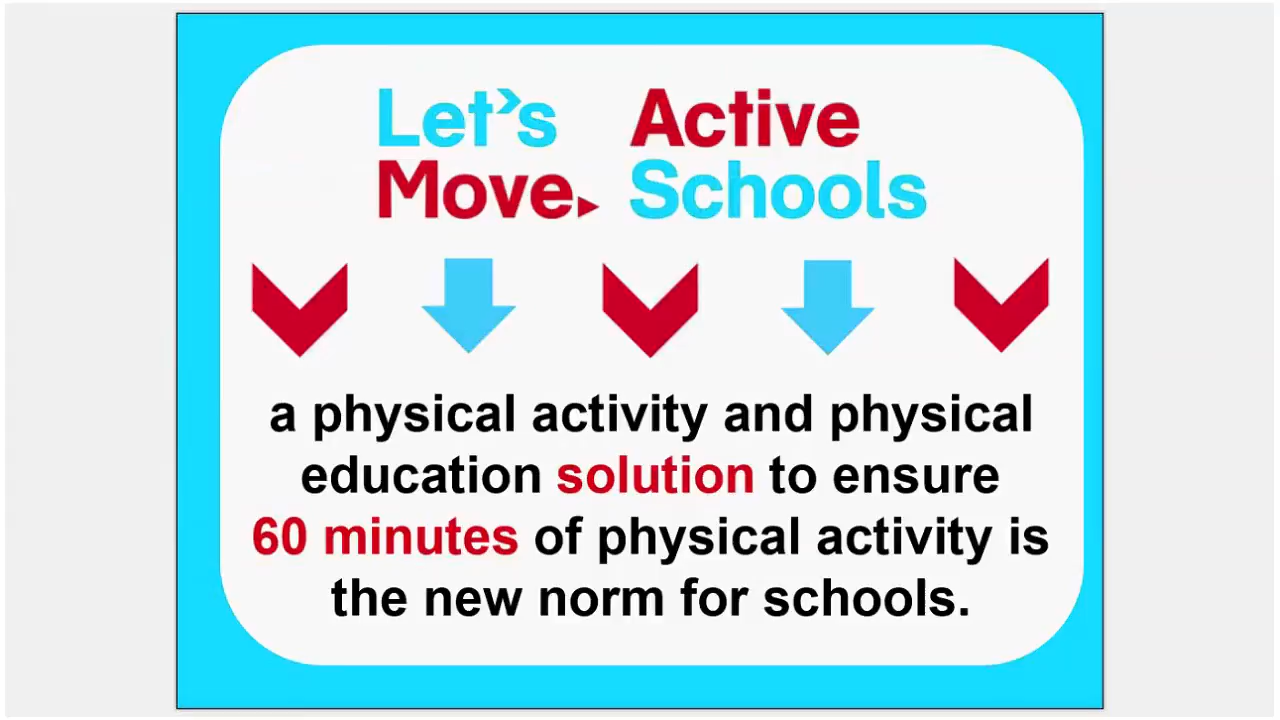 Let's Active
Move Schools
a physical activity and physical
education solution to ensure
60 minutes of physical activity is
the new norm for schools.